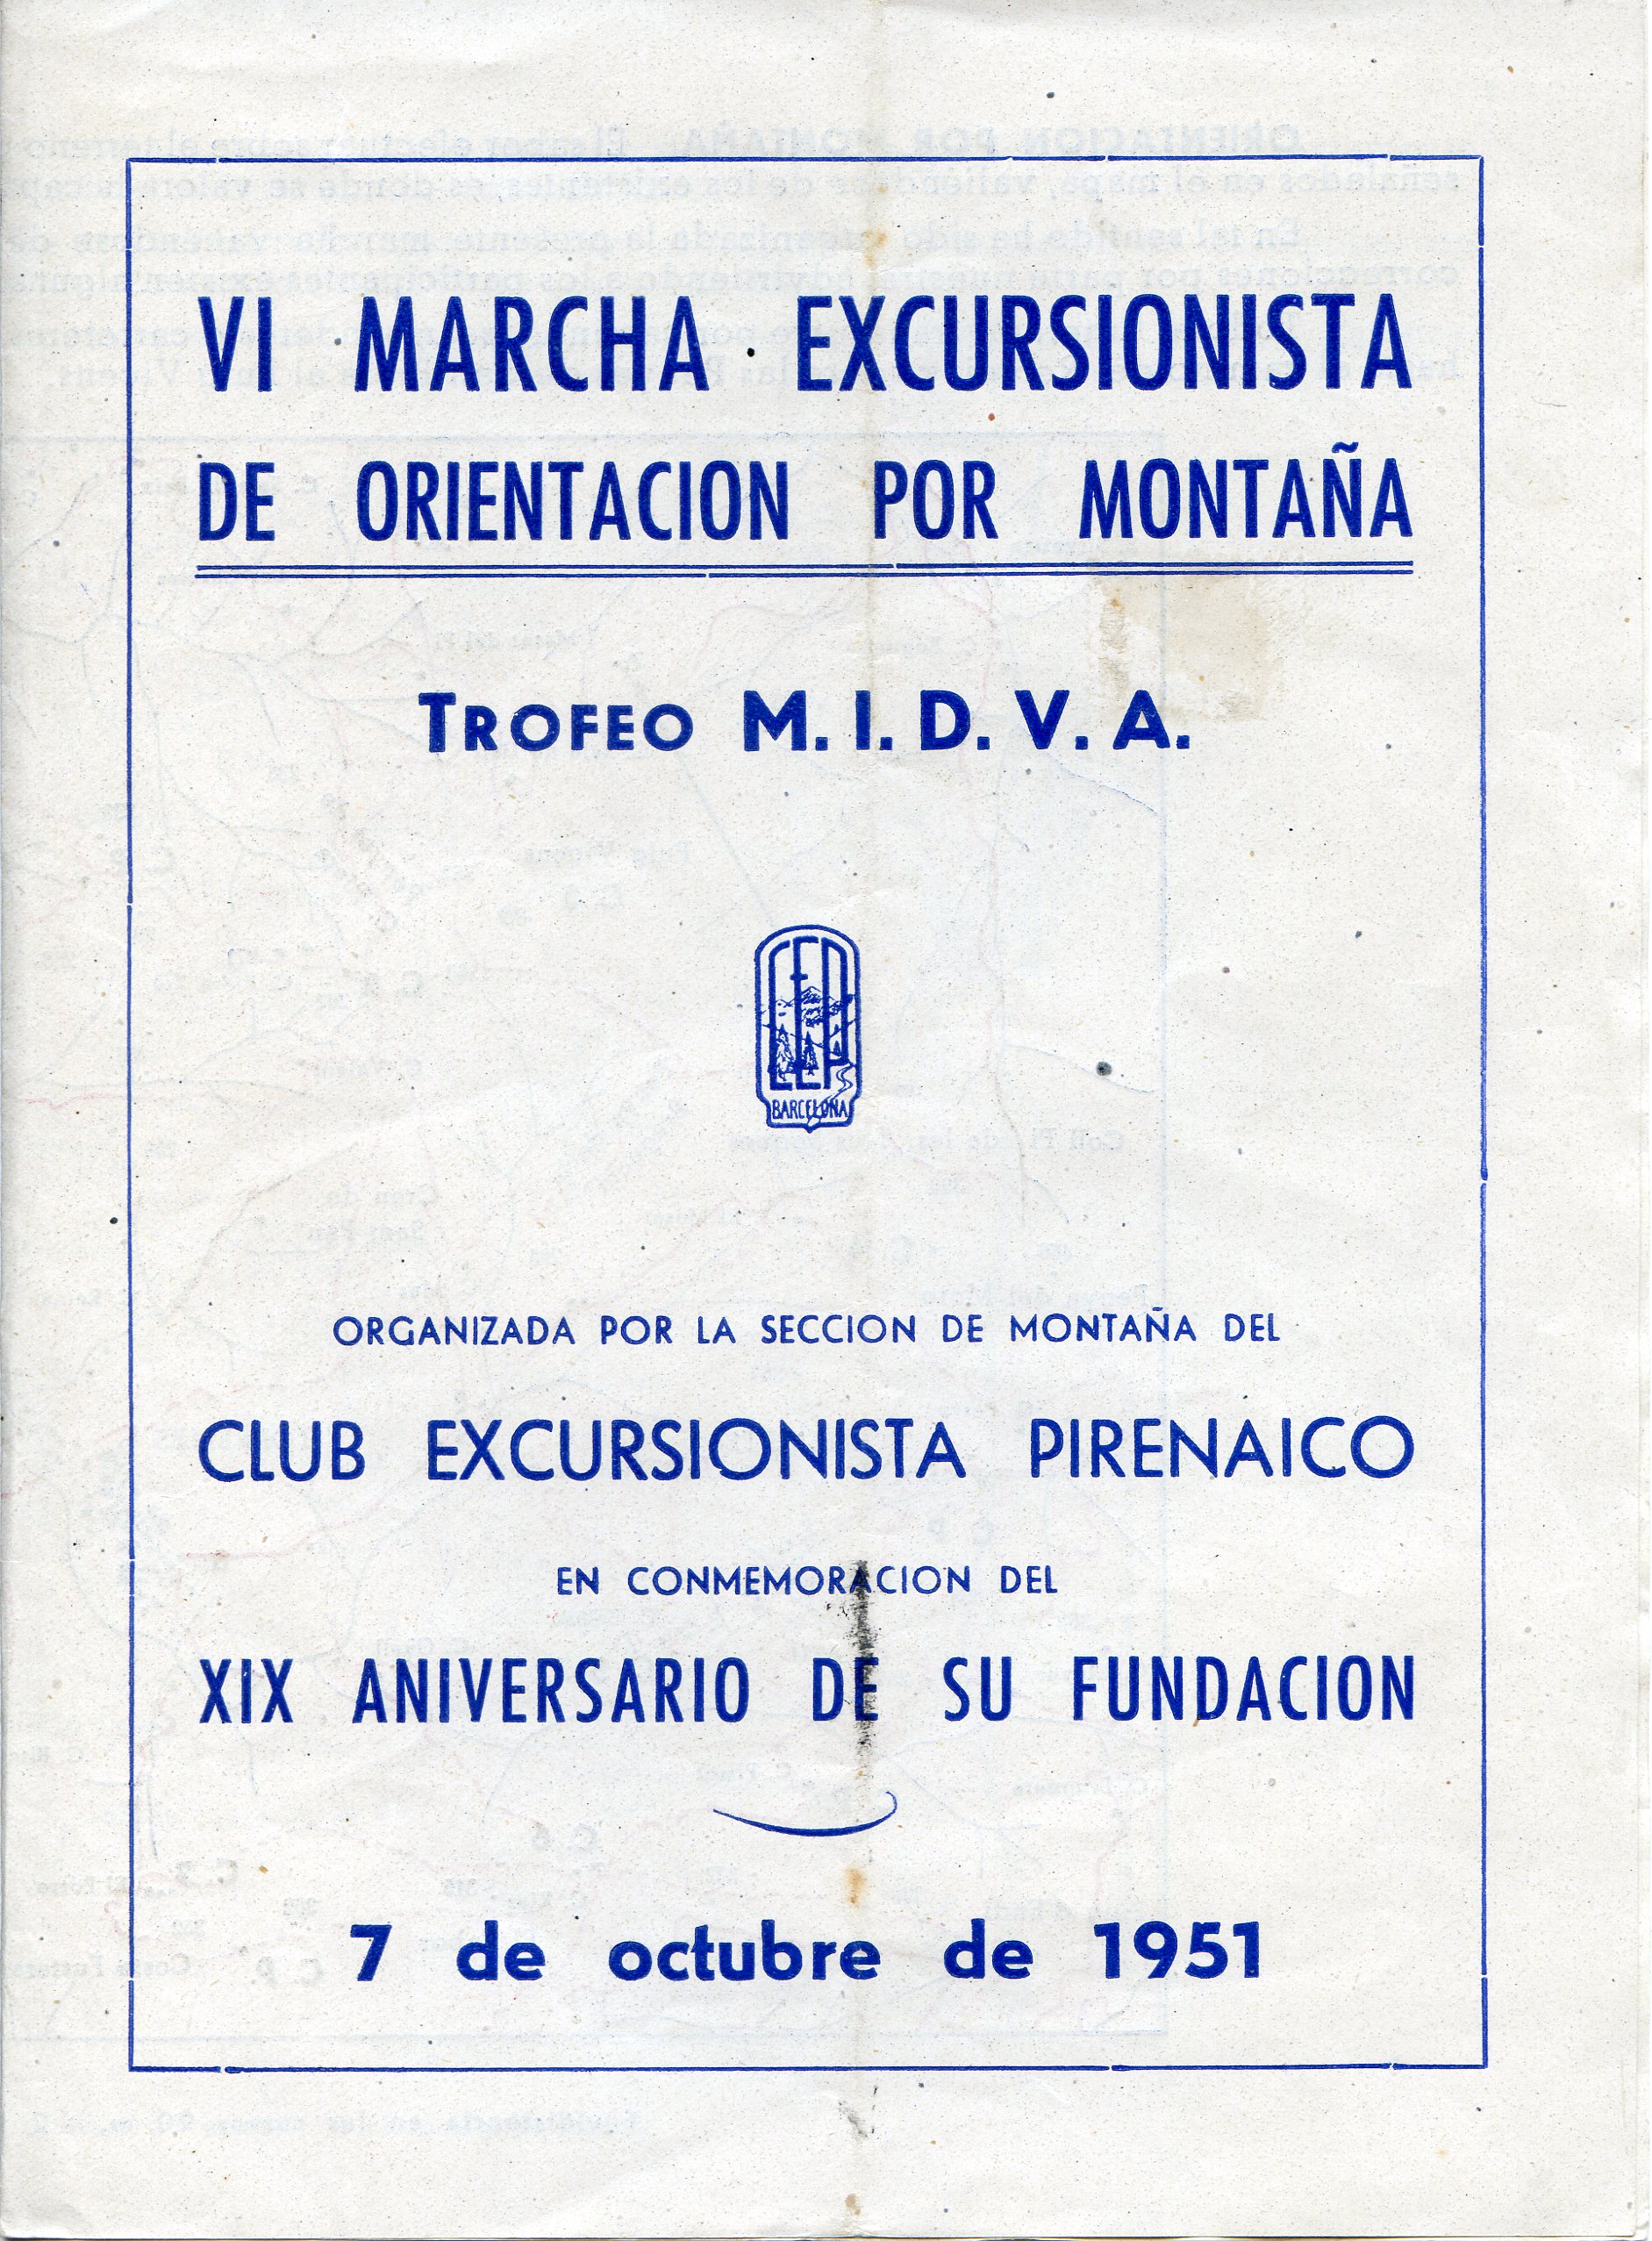 VI MARCHA EXCURSIONISTA
DE ORIENTACION POR MONTAÑA
TROFEO M. I. D. V. A.
CEP
BARCELONA
ORGANIZADA POR LA SECCION DE MONTAÑA DEL
CLUB EXCURSIONISTA PIRENAICO
EN CONMEMORACION DEL
XIX ANIVERSARIO DE SU FUNDACION
7 de octubre de 1951